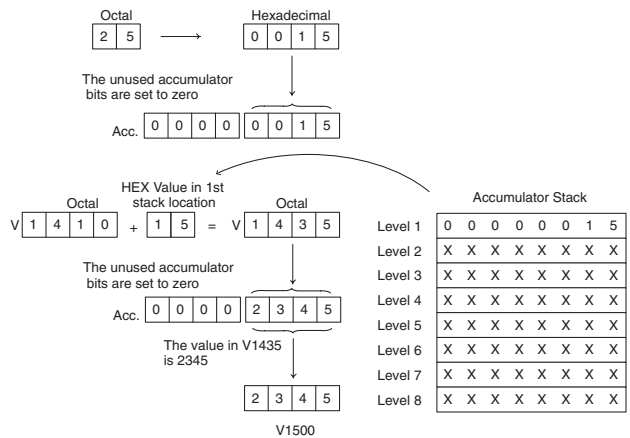 Octal Hexadecimal
2 5 0 0 1 5
The unused accumulator
bits are set to zero
Acc. 0 0 0 0 0 0 1 5
Octal
HEX Value in 1st
stack location
Octal
V 1 4 1 0 + 1 5 = V 1 4 3 5
The unused accumulator
bits are set to zero
Acc. 0 0 0 0 2 3 4 5
The value in V1435
is 2345
2 3 4 5
V1500
Accumulator Stack
Level 1 0 0 0 0 0 0 1 5
Level 2 X X X X X X X X
Level 3 X X X X X X X X
Level 4 X X X X X X X X
Level 5 X X X X X X X X
Level 6 X X X X X X X X
Level 7 X X X X X X X X
Level 8 X X X X X X X X